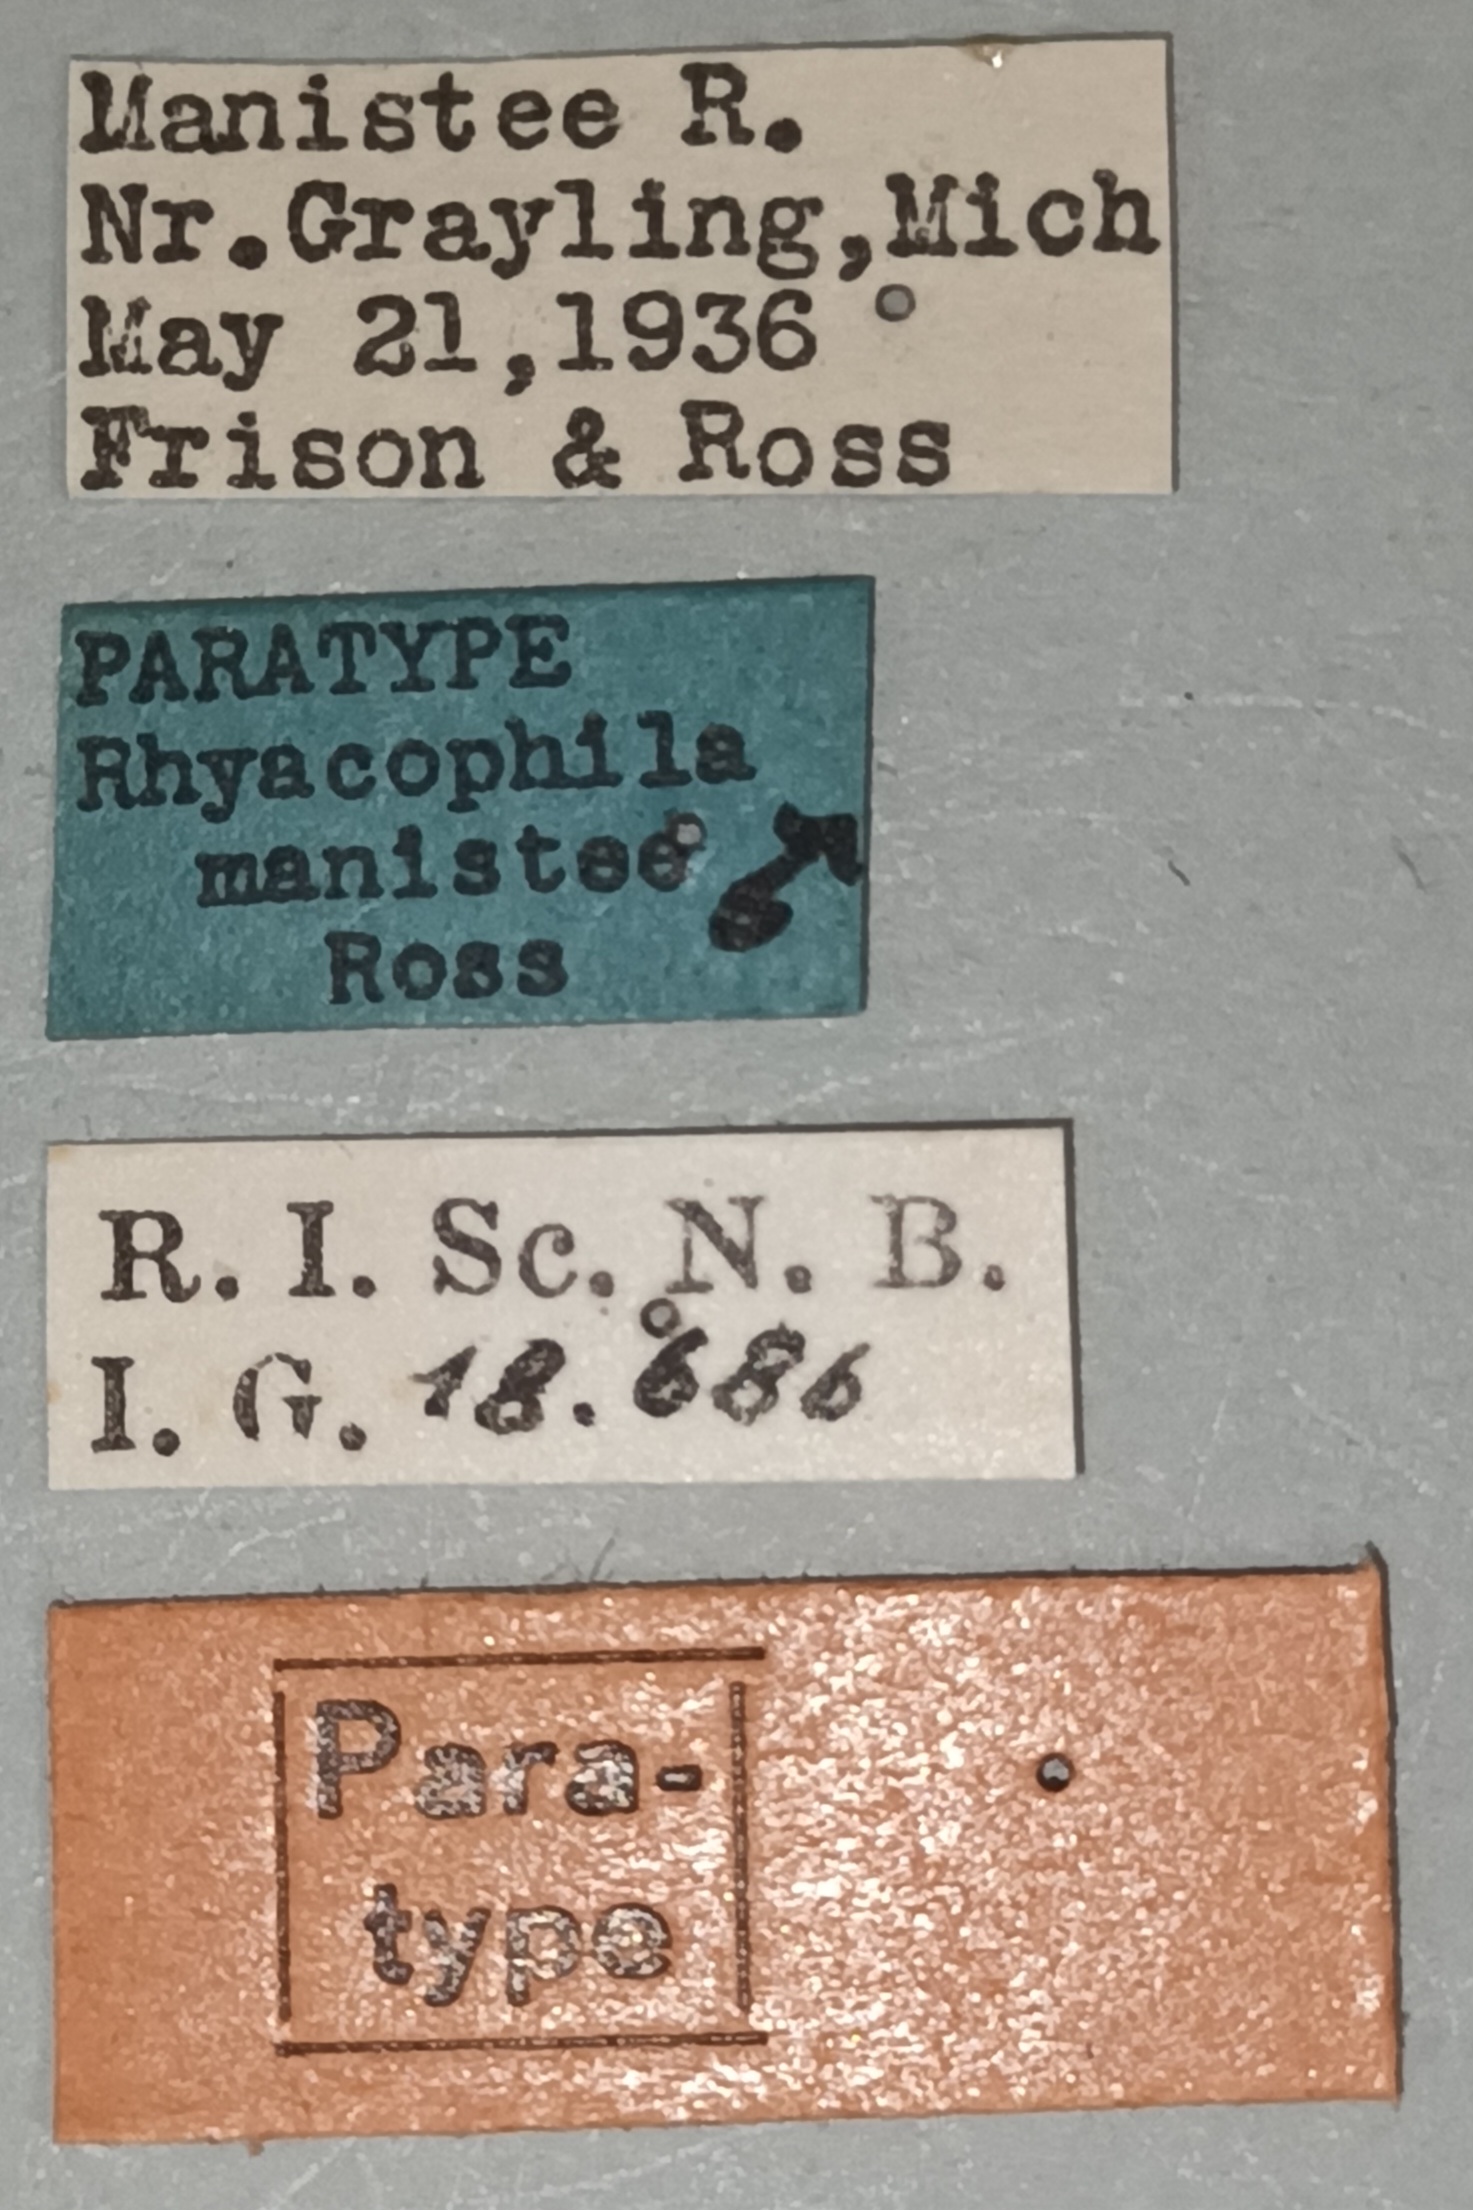 Manistee R.
Nr.Grayling,Mich
May 21,1936
Frison & Ross
PARATYPE
Rhyacophila
manistee ♂
Ross
R. I. Sc. N. B.
I. G. 18.686
Para-
type